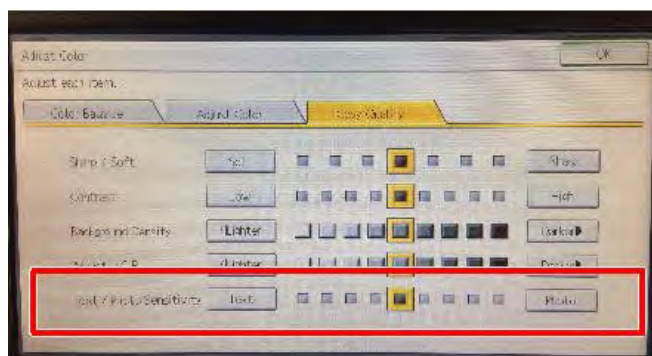 Adjust Color OK
Adjust each item.
Color Balance Adjust Color Copy Quality
Sharp / Soft Soft Sharp
Contrast Low High
Background Density Lighter Darker
Lighter Darker
Text / Photo Sensitivity Text Photo